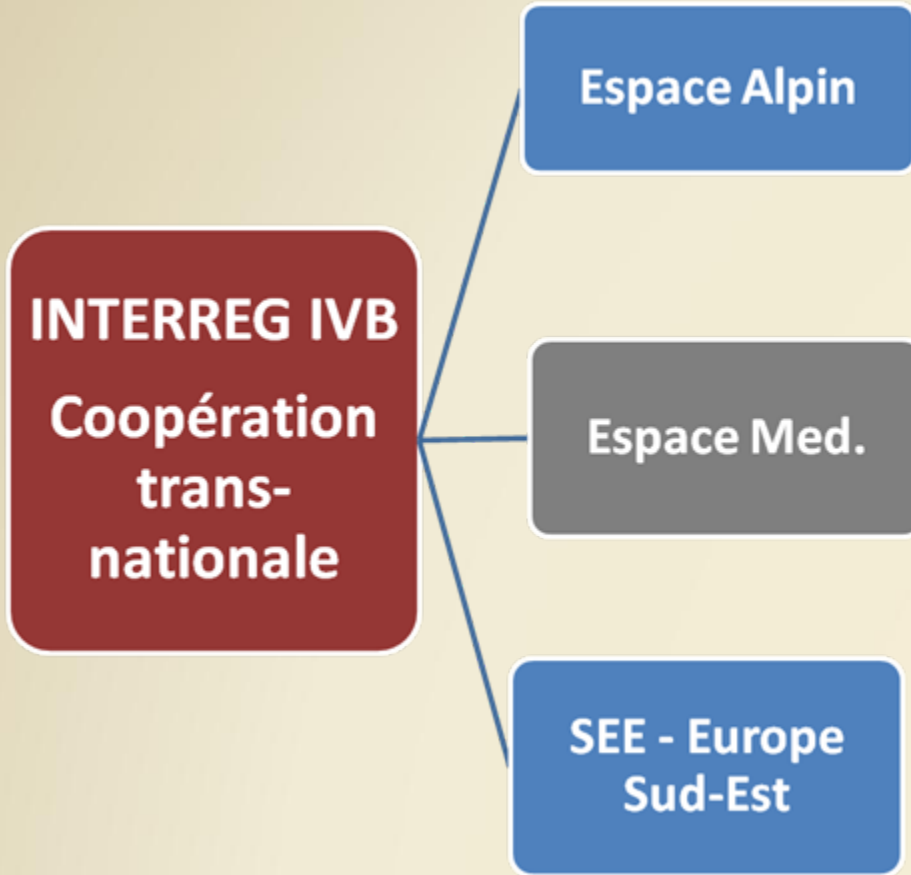 Espace Alpin
INTERREG IVB
Coopération
trans-
nationale
Espace Med.
SEE - Europe
Sud-Est